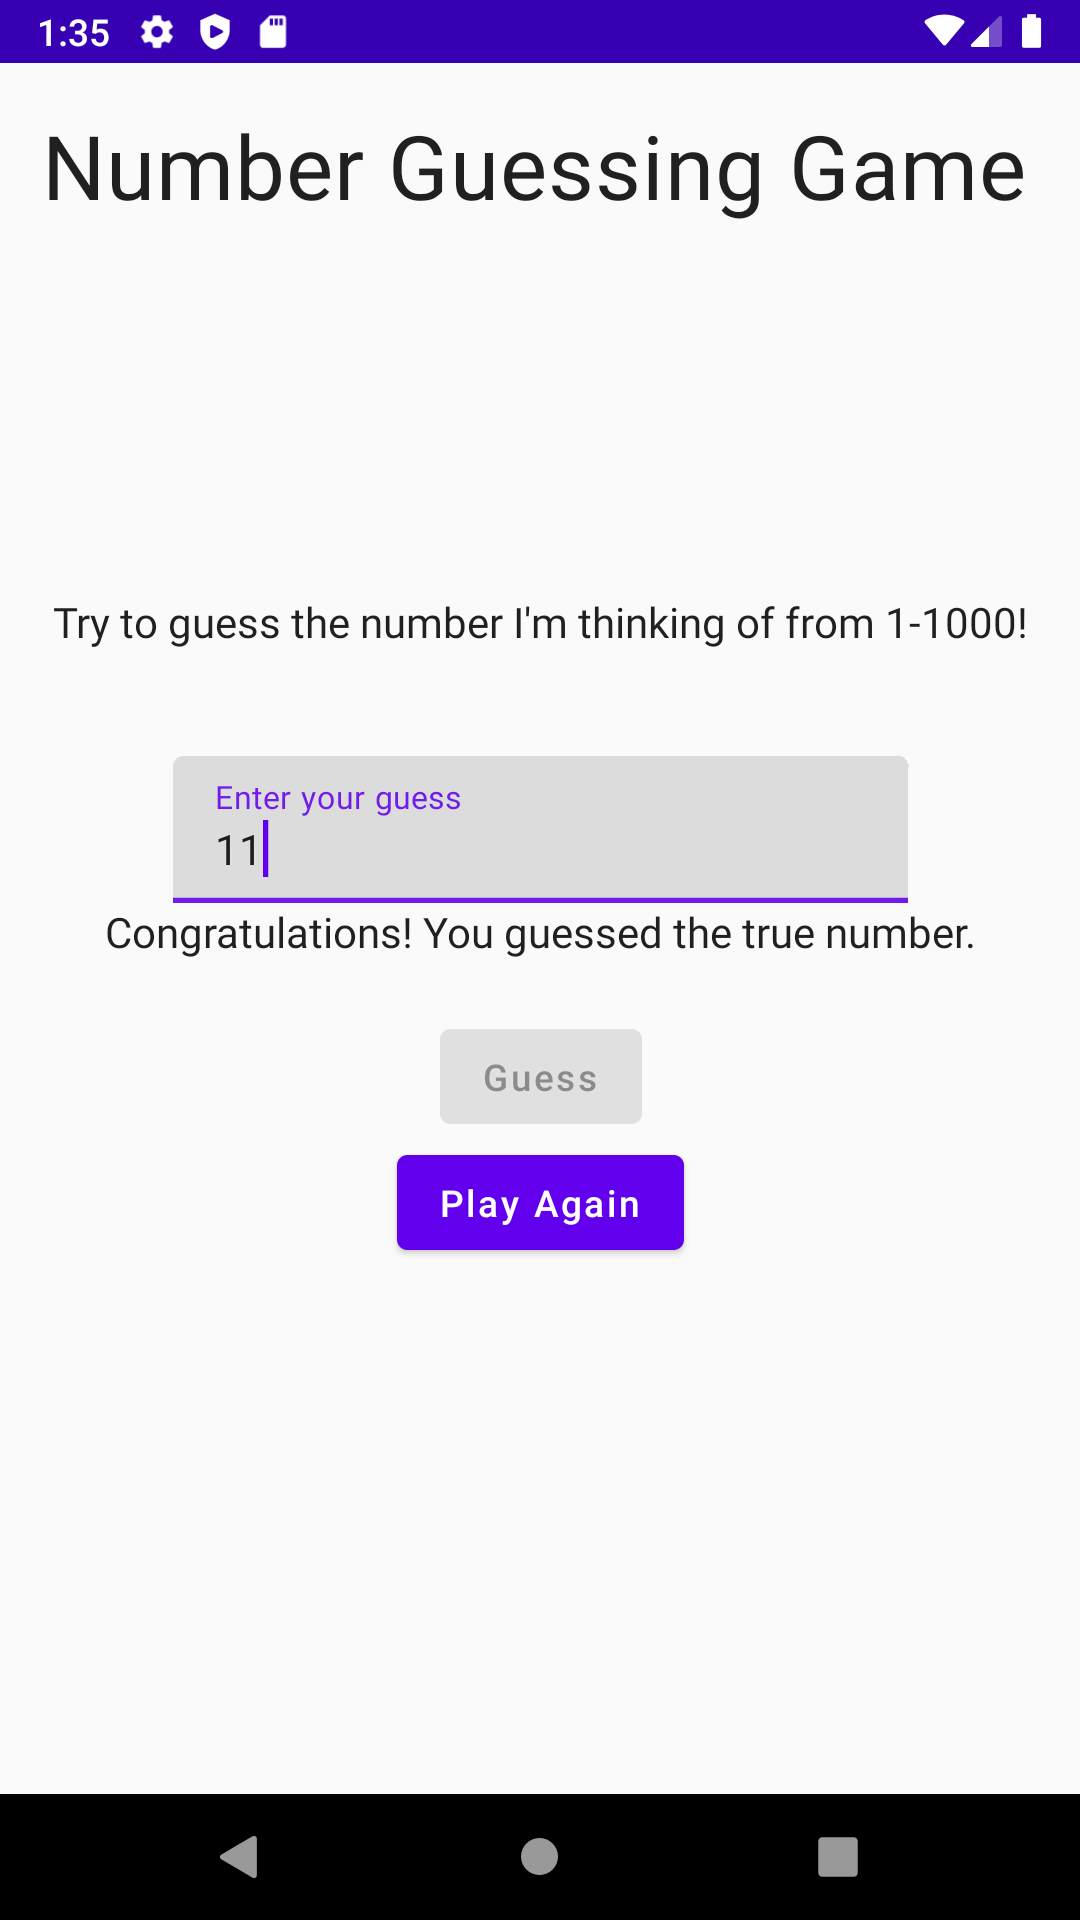 1:35
Number Guessing Game
Try to guess the number I'm thinking of from 1-1000!
Enter your guess
11
Congratulations! You guessed the true number.
Guess
Play Again